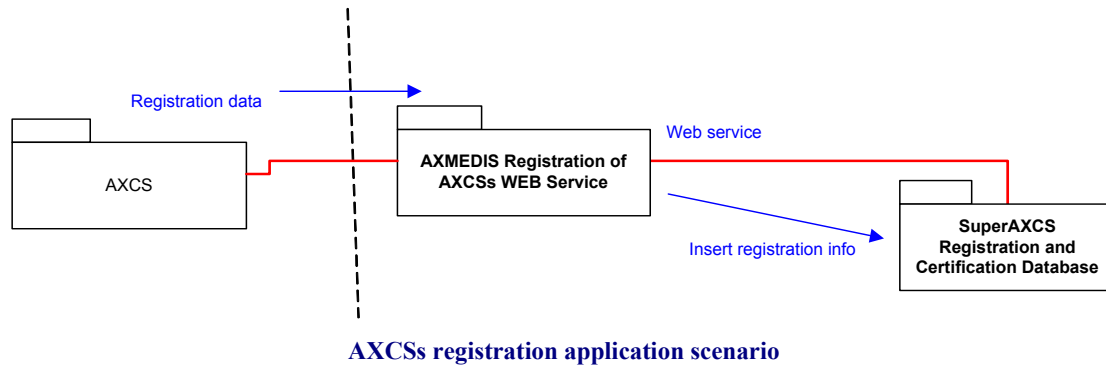 Registration data
AXCS
AXMEDIS Registration of
AXCSs WEB Service
Web service
Insert registration info
SuperAXCS
Registration and
Certification Database
AXCSs registration application scenario